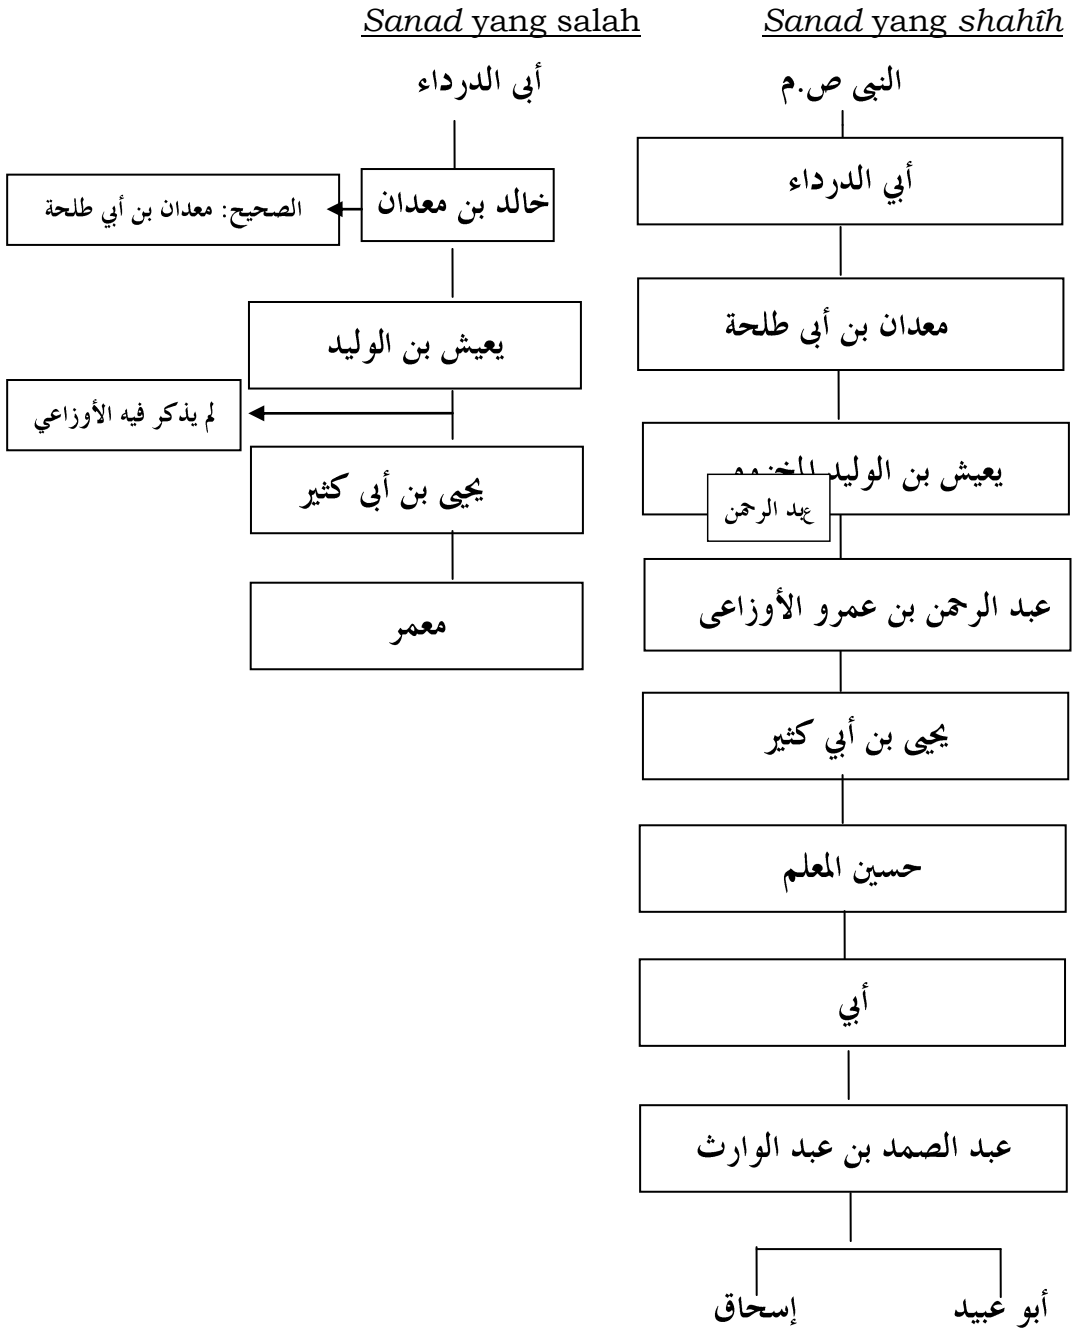 Sanad yang salah
Sanad yang shahîh
أبى الدرداء
خالد بن معدان
الصحيح: معدان بن أبي طلحة
يعيش بن الوليد
لم يذكر فيه الأوزاعي
يحيى بن أبى كثير
معمر
النبى ص.م
أبي الدرداء
معدان بن أبى طلحة
يعيش بن الوليد
عبد الرحمن
عبد الرحمن بن عمرو الأوزاعى
يحيى بن أبي كثير
حسين المعلم
أبي
عبد الصمد بن عبد الوارث
أبو عبيد
إسحاق